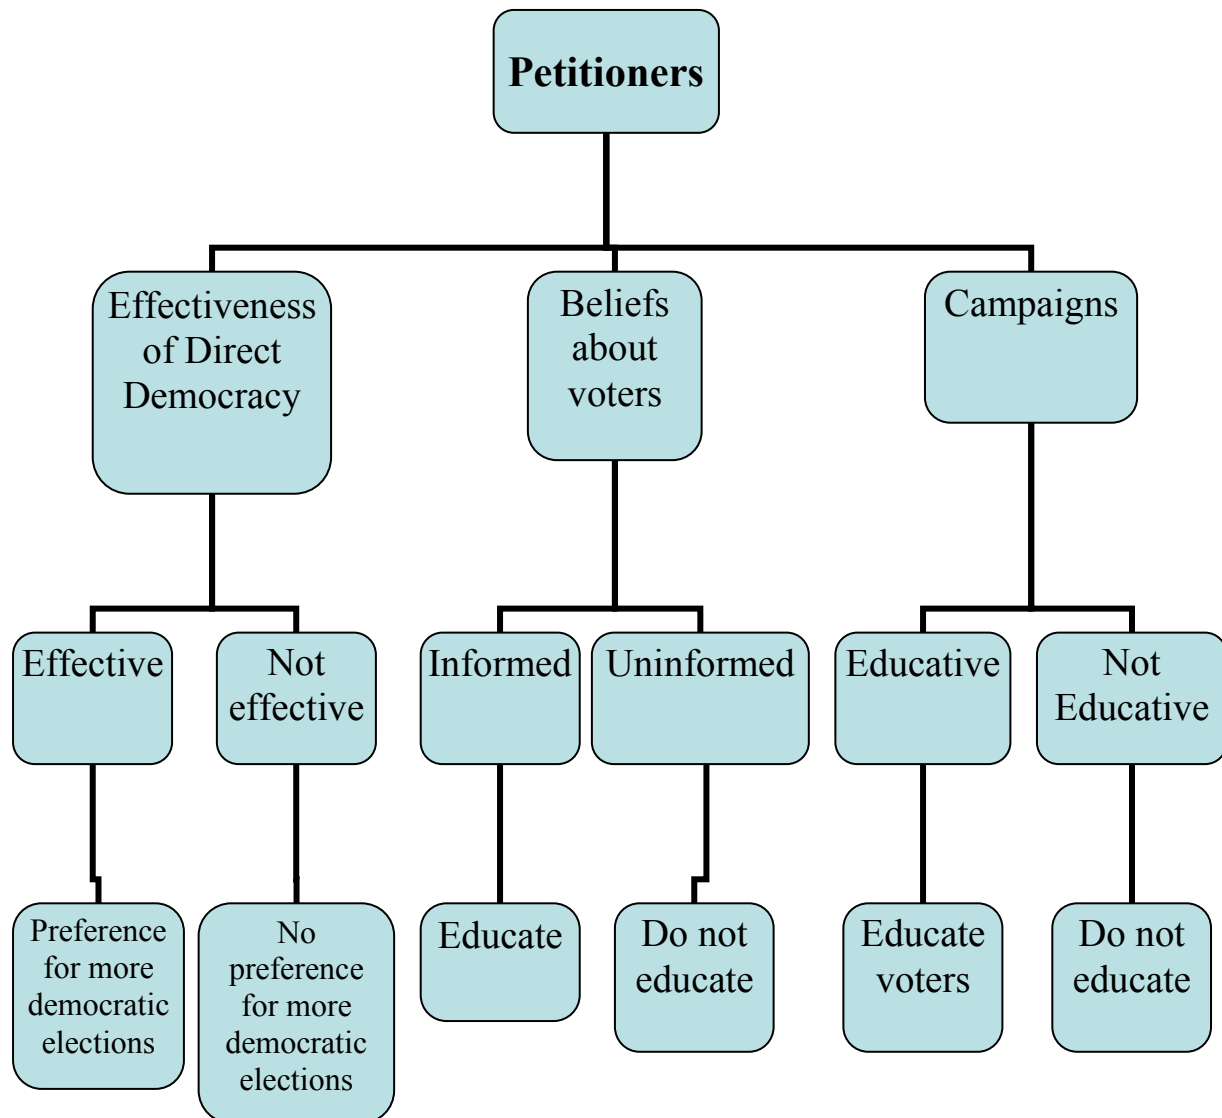 Petitioners
Effectiveness
of Direct
Democracy
Beliefs
about
voters
Campaigns
Effective
Not
effective
Informed
Uninformed
Educative
Not
Educative
Preference
for more
democratic
elections
No
preference
for more
democratic
elections
Educate
Do not
educate
Educate
voters
Do not
educate